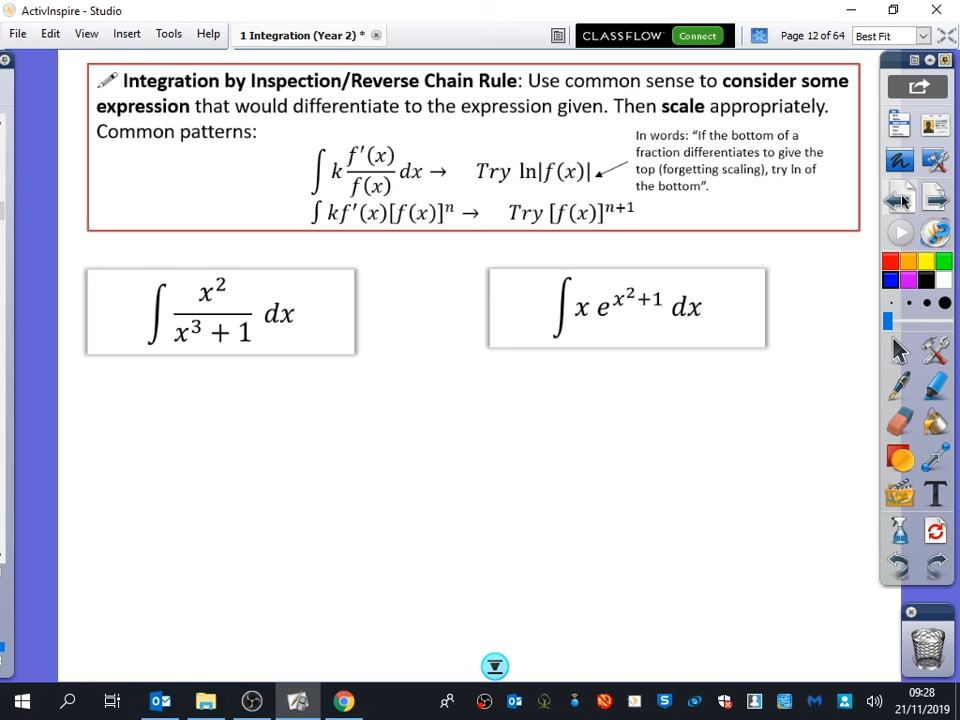 ActivInspire - Studio
File Edit View Insert Tools Help
1 Integration (Year 2) *
CLASSFLOW Connect
Page 12 of 64
Best Fit
Integration by Inspection/Reverse Chain Rule: Use common sense to consider some
expression that would differentiate to the expression given. Then scale appropriately.
Common patterns:
∫ k f′(x)/f(x) dx → Try ln|f(x)|
∫ kf′(x)[f(x)]ⁿ → Try [f(x)]ⁿ⁺¹
In words: “If the bottom of a
fraction differentiates to give the
top (forgetting scaling), try ln of
the bottom”.
∫ x²/(x³ + 1) dx
∫ x e^(x²+1) dx
09:28
21/11/2019